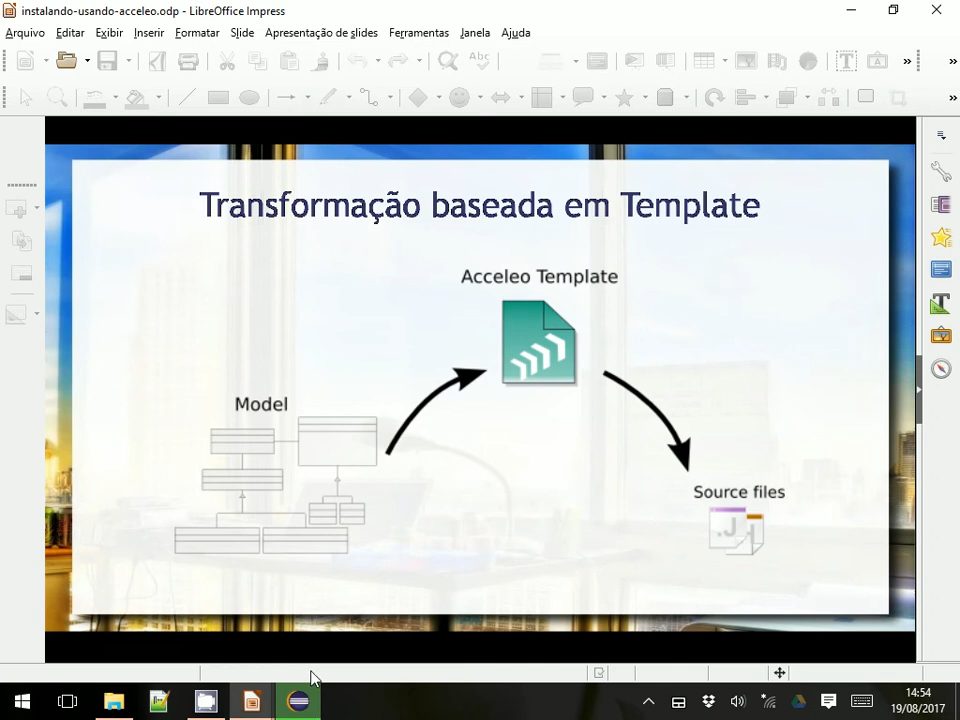 instalando-usando-acceleo.odp - LibreOffice Impress
Arquivo Editar Exibir Inserir Formatar Slide Apresentação de slides Ferramentas Janela Ajuda
Abc
T
A
»
»
»
Transformação baseada em Template
Acceleo Template
Model
Source files
.J
14:54
19/08/2017